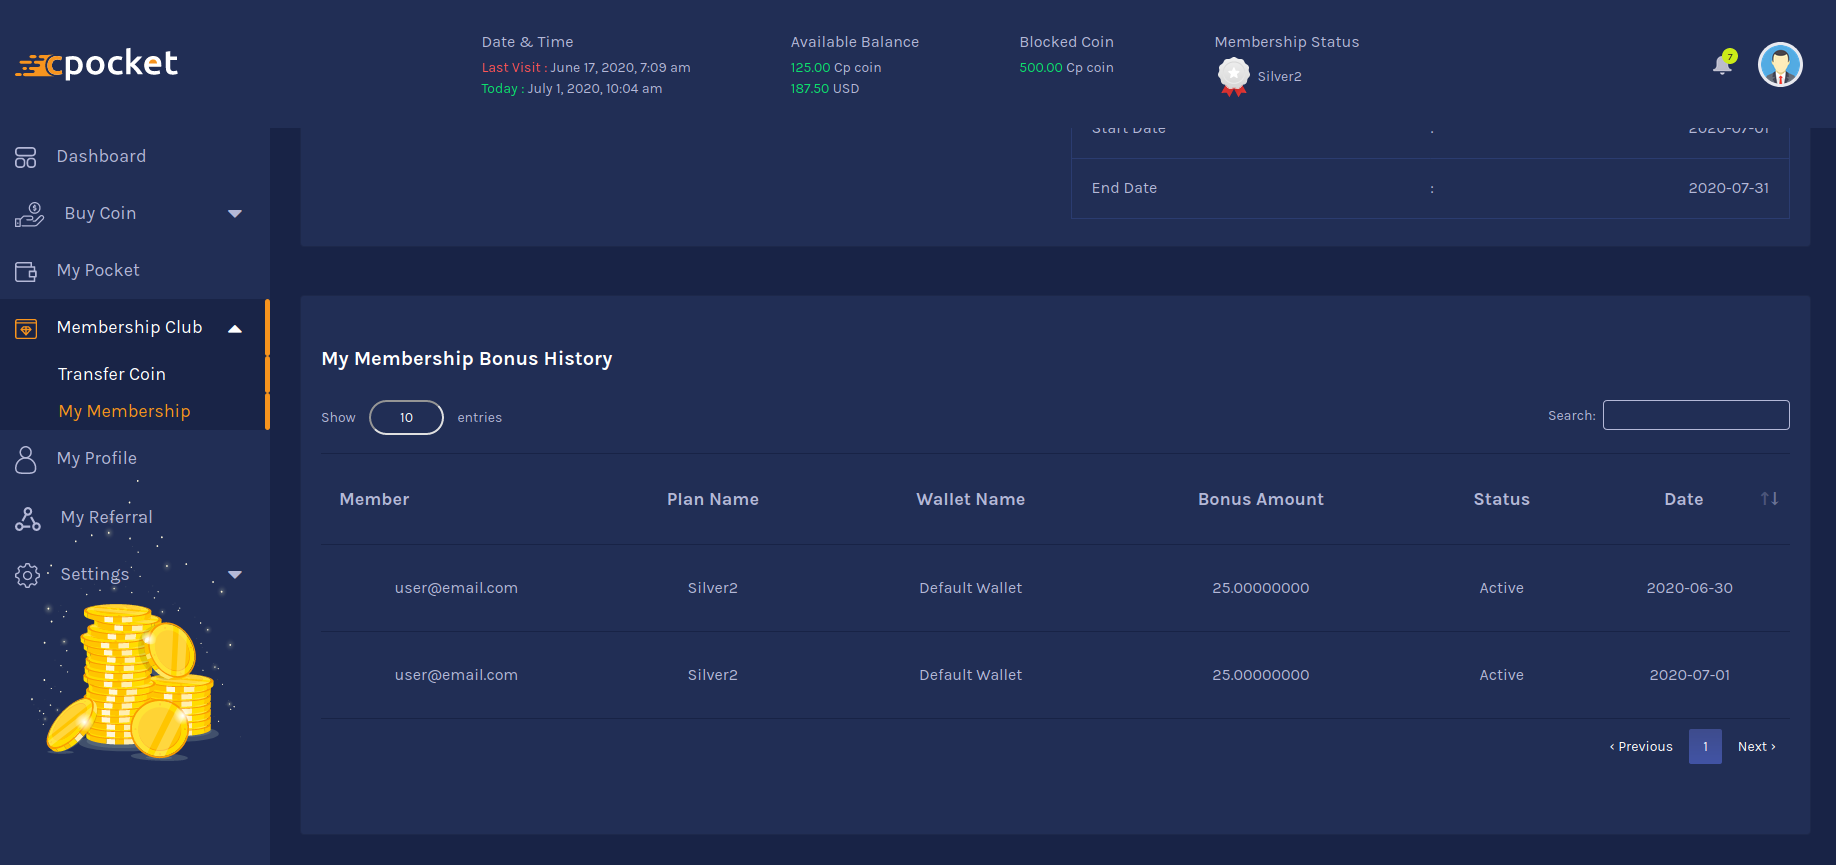 cpocket
Date & Time
Last Visit : June 17, 2020, 7:09 am
Today : July 1, 2020, 10:04 am
Available Balance
125.00 Cp coin
187.50 USD
Blocked Coin
500.00 Cp coin
Membership Status
Silver2
7
Dashboard
Buy Coin
My Pocket
Membership Club
Transfer Coin
My Membership
My Profile
My Referral
Settings
Start Date : 2020-07-01
End Date : 2020-07-31
My Membership Bonus History
Show 10 entries
Search:
Member Plan Name Wallet Name Bonus Amount Status Date
user@email.com Silver2 Default Wallet 25.00000000 Active 2020-06-30
user@email.com Silver2 Default Wallet 25.00000000 Active 2020-07-01
‹ Previous 1 Next ›